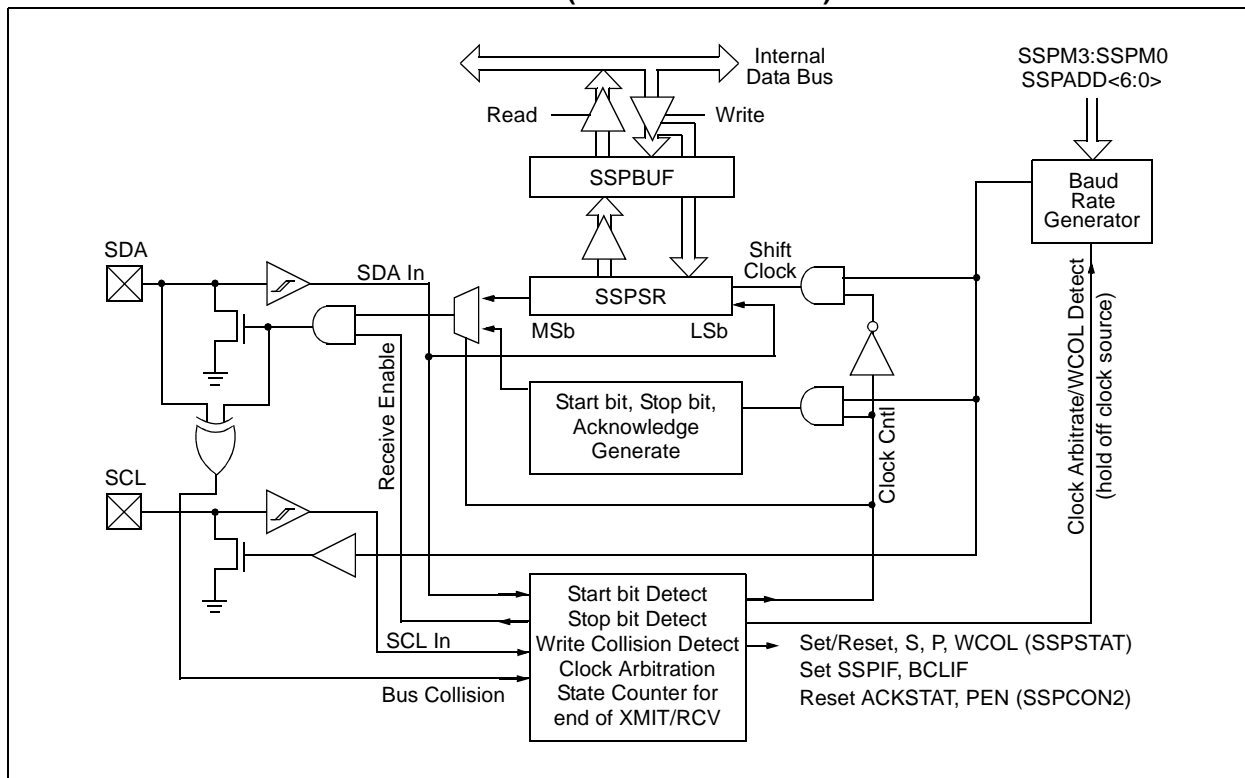 Internal
Data Bus
SSPM3:SSPM0
SSPADD<6:0>
Read
Write
SSPBUF
Baud
Rate
Generator
SDA
SDA In
Shift
Clock
SSPSR
MSb
LSb
Receive Enable
Start bit, Stop bit,
Acknowledge
Generate
Clock Cntl
Clock Arbitrate/WCOL Detect
(hold off clock source)
SCL
SCL In
Bus Collision
Start bit Detect
Stop bit Detect
Write Collision Detect
Clock Arbitration
State Counter for
end of XMIT/RCV
Set/Reset, S, P, WCOL (SSPSTAT)
Set SSPIF, BCLIF
Reset ACKSTAT, PEN (SSPCON2)